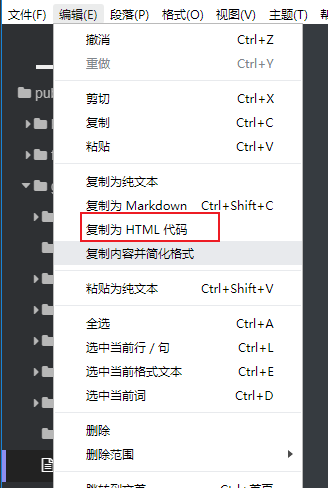 文件(F) 编辑(E) 段落(P) 格式(O) 视图(V) 主题(T)
撤消 Ctrl+Z
重做 Ctrl+Y
剪切 Ctrl+X
复制 Ctrl+C
粘贴 Ctrl+V
复制为纯文本
复制为 Markdown Ctrl+Shift+C
复制为 HTML 代码
复制内容并简化格式
粘贴为纯文本 Ctrl+Shift+V
全选 Ctrl+A
选中当前行 / 句 Ctrl+L
选中当前格式文本 Ctrl+E
选中当前词 Ctrl+D
删除
删除范围